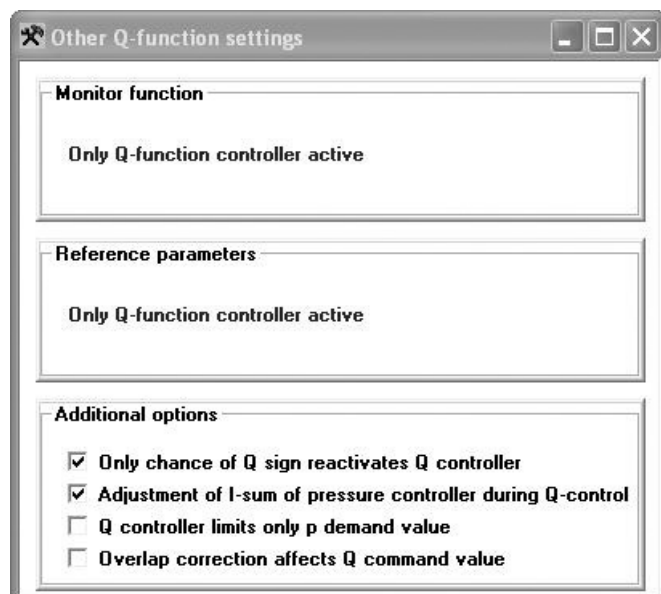 Other Q-function settings
Monitor function
Only Q-function controller active
Reference parameters
Only Q-function controller active
Additional options
Only chance of Q sign reactivates Q controller
Adjustment of I-sum of pressure controller during Q-control
Q controller limits only p demand value
Overlap correction affects Q command value